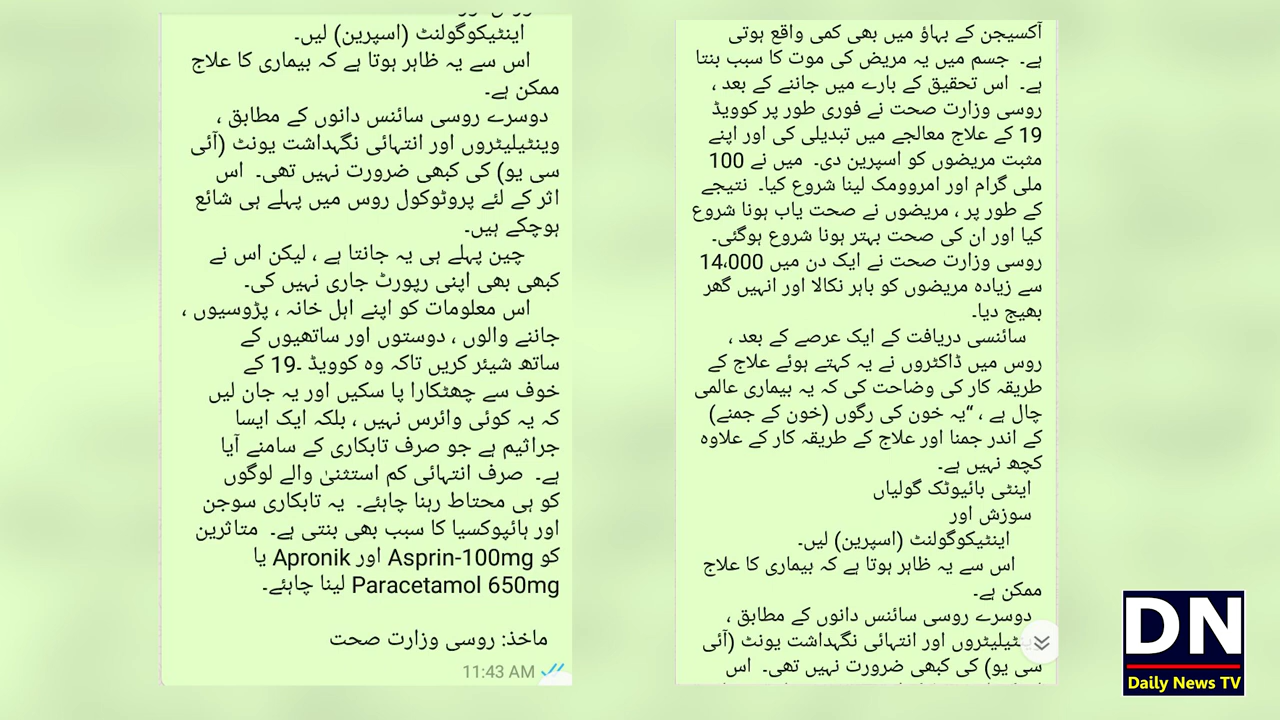 آکسیجن کے بہاؤ میں بھی کمی واقع ہوتی
ہے۔ جسم میں یہ مریض کی موت کا سبب بنتا
ہے۔ اس تحقیق کے بارے میں جاننے کے بعد ،
روسی وزارت صحت نے فوری طور پر کوویڈ
19 کے علاج معالجے میں تبدیلی کی اور اپنے
مثبت مریضوں کو اسپرین دی۔ میں نے 100
ملی گرام اور امروومک لینا شروع کیا۔ نتیجے
کے طور پر ، مریضوں نے صحت یاب ہونا شروع
کیا اور ان کی صحت بہتر ہونا شروع ہوگئی۔
روسی وزارت صحت نے ایک دن میں 14،000
سے زیادہ مریضوں کو باہر نکالا اور انہیں گھر
بھیج دیا۔
سائنسی دریافت کے ایک عرصے کے بعد ،
روس میں ڈاکٹروں نے یہ کہتے ہوئے علاج کے
طریقہ کار کی وضاحت کی کہ یہ بیماری عالمی
چال ہے ، “یہ خون کی رگوں (خون کے جمنے)
کے اندر جمنا اور علاج کے طریقہ کار کے علاوہ
کچھ نہیں ہے۔
اینٹی بائیوٹک گولیاں
سوزش اور
اینٹیکوگولنٹ (اسپرین) لیں۔
اس سے یہ ظاہر ہوتا ہے کہ بیماری کا علاج
ممکن ہے۔
دوسرے روسی سائنس دانوں کے مطابق ،
وینٹیلیٹروں اور انتہائی نگہداشت یونٹ (آئی
سی یو) کی کبھی ضرورت نہیں تھی۔ اس
اینٹیکوگولنٹ (اسپرین) لیں۔
اس سے یہ ظاہر ہوتا ہے کہ بیماری کا علاج
ممکن ہے۔
دوسرے روسی سائنس دانوں کے مطابق ،
وینٹیلیٹروں اور انتہائی نگہداشت یونٹ (آئی
سی یو) کی کبھی ضرورت نہیں تھی۔ اس
اثر کے لئے پروٹوکول روس میں پہلے ہی شائع
ہوچکے ہیں۔
چین پہلے ہی یہ جانتا ہے ، لیکن اس نے
کبھی بھی اپنی رپورٹ جاری نہیں کی۔
اس معلومات کو اپنے اہل خانہ ، پڑوسیوں ،
جاننے والوں ، دوستوں اور ساتھیوں کے
ساتھ شیئر کریں تاکہ وہ کوویڈ ۔19 کے
خوف سے چھٹکارا پا سکیں اور یہ جان لیں
کہ یہ کوئی وائرس نہیں ، بلکہ ایک ایسا
جراثیم ہے جو صرف تابکاری کے سامنے آیا
ہے۔ صرف انتہائی کم استثنیٰ والے لوگوں
کو ہی محتاط رہنا چاہئے۔ یہ تابکاری سوجن
اور ہائپوکسیا کا سبب بھی بنتی ہے۔ متاثرین
کو Asprin-100mg اور Apronik یا
Paracetamol 650mg لینا چاہئے۔
ماخذ: روسی وزارت صحت
11:43 AM
DN
Daily News TV